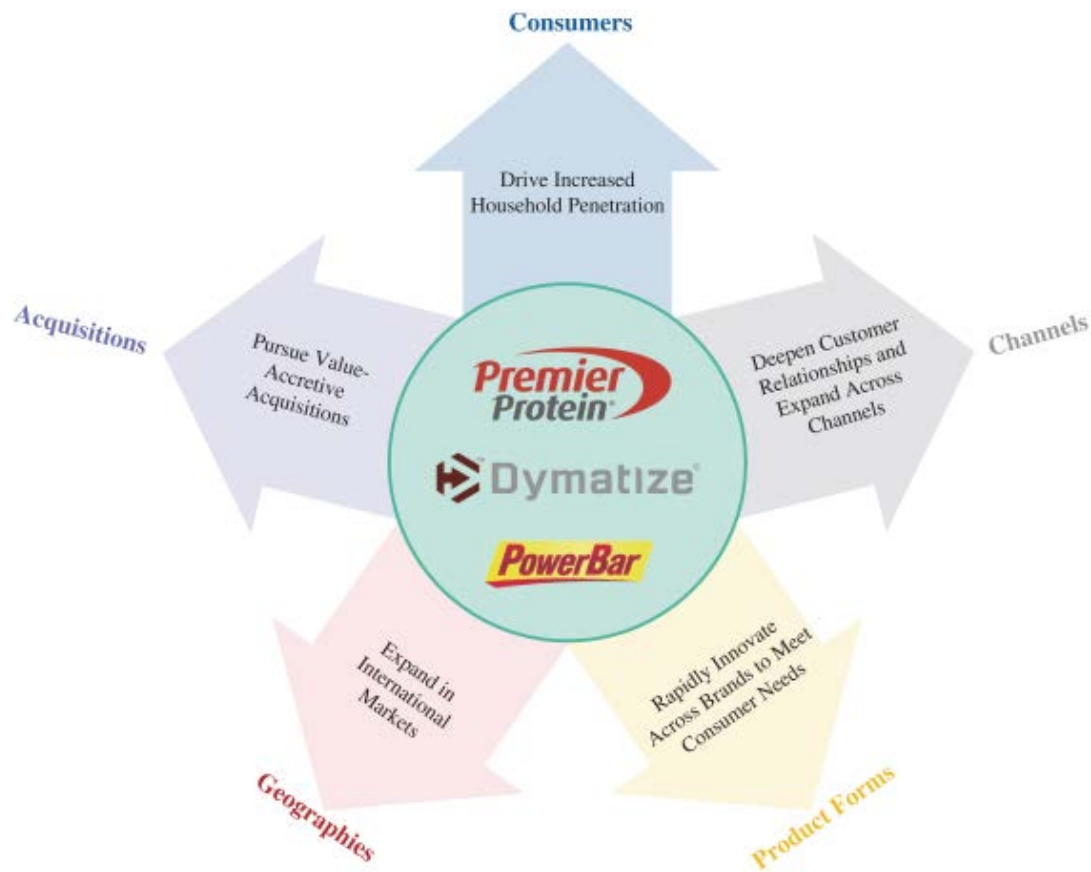 Consumers
Drive Increased
Household Penetration
Acquisitions
Pursue Value-
Accretive
Acquisitions
Channels
Deepen Customer
Relationships and
Expand Across
Channels
Premier
Protein®
Dymatize®
PowerBar
Geographies
Expand in
International
Markets
Product Forms
Rapidly Innovate
Across Brands to Meet
Consumer Needs